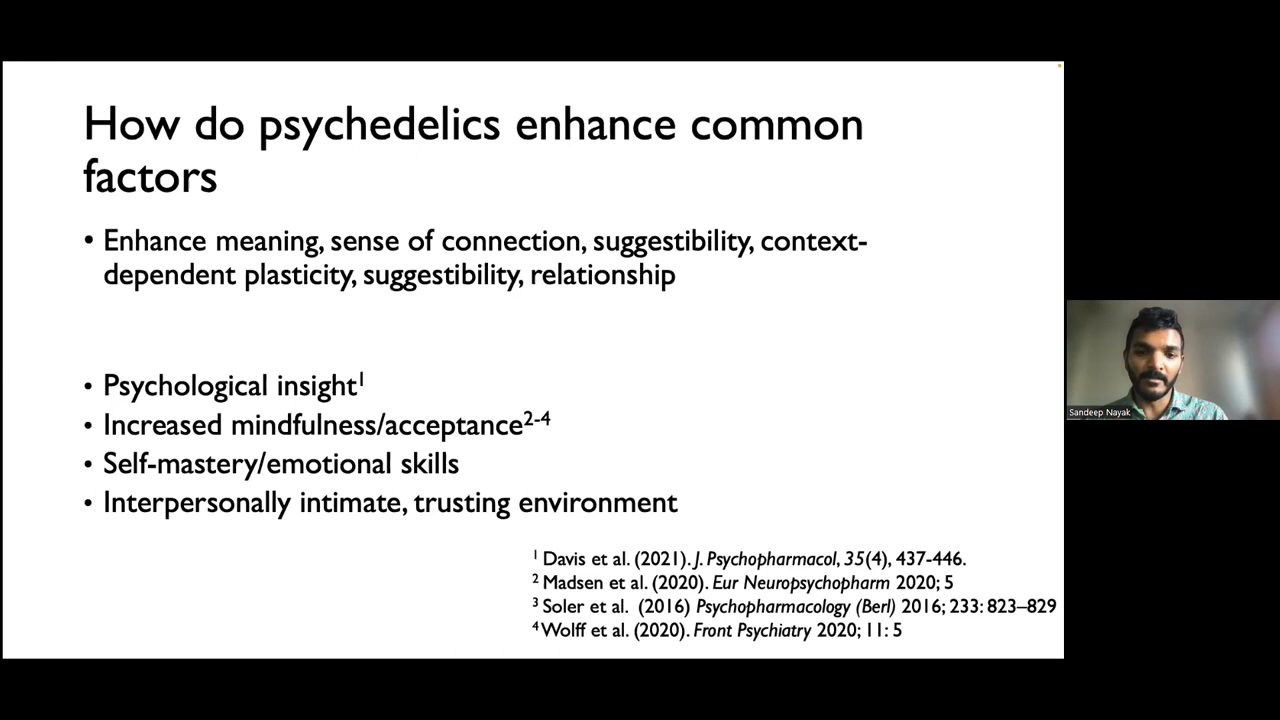 How do psychedelics enhance common
factors
• Enhance meaning, sense of connection, suggestibility, context-
dependent plasticity, suggestibility, relationship
• Psychological insight¹
• Increased mindfulness/acceptance²⁻⁴
• Self-mastery/emotional skills
• Interpersonally intimate, trusting environment
¹ Davis et al. (2021). J. Psychopharmacol, 35(4), 437-446.
² Madsen et al. (2020). Eur Neuropsychopharm 2020; 5
³ Soler et al. (2016) Psychopharmacology (Berl) 2016; 233: 823–829
⁴ Wolff et al. (2020). Front Psychiatry 2020; 11: 5
Sandeep Nayak